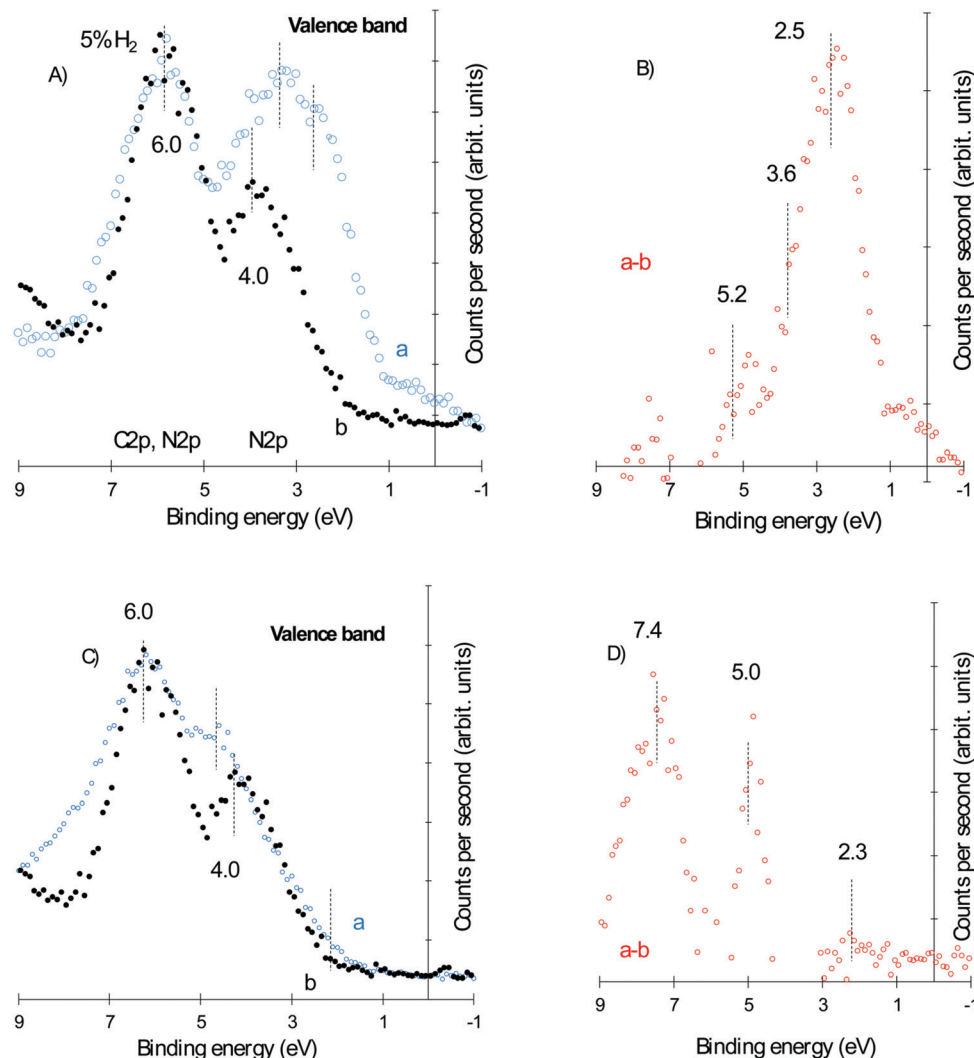 A)
5%H2
Valence band
6.0
4.0
a
b
C2p, N2p
N2p
9 7 5 3 1 -1
Binding energy (eV)
Counts per second (arbit. units)
B)
2.5
3.6
5.2
a-b
9 7 5 3 1 -1
Binding energy (eV)
Counts per second (arbit. units)
C)
6.0
Valence band
4.0
a
b
9 7 5 3 1 -1
Binding energy (eV)
Counts per second (arbit. units)
D)
7.4
5.0
2.3
a-b
9 7 5 3 1 -1
Binding energy (eV)
Counts per second (arbit. units)